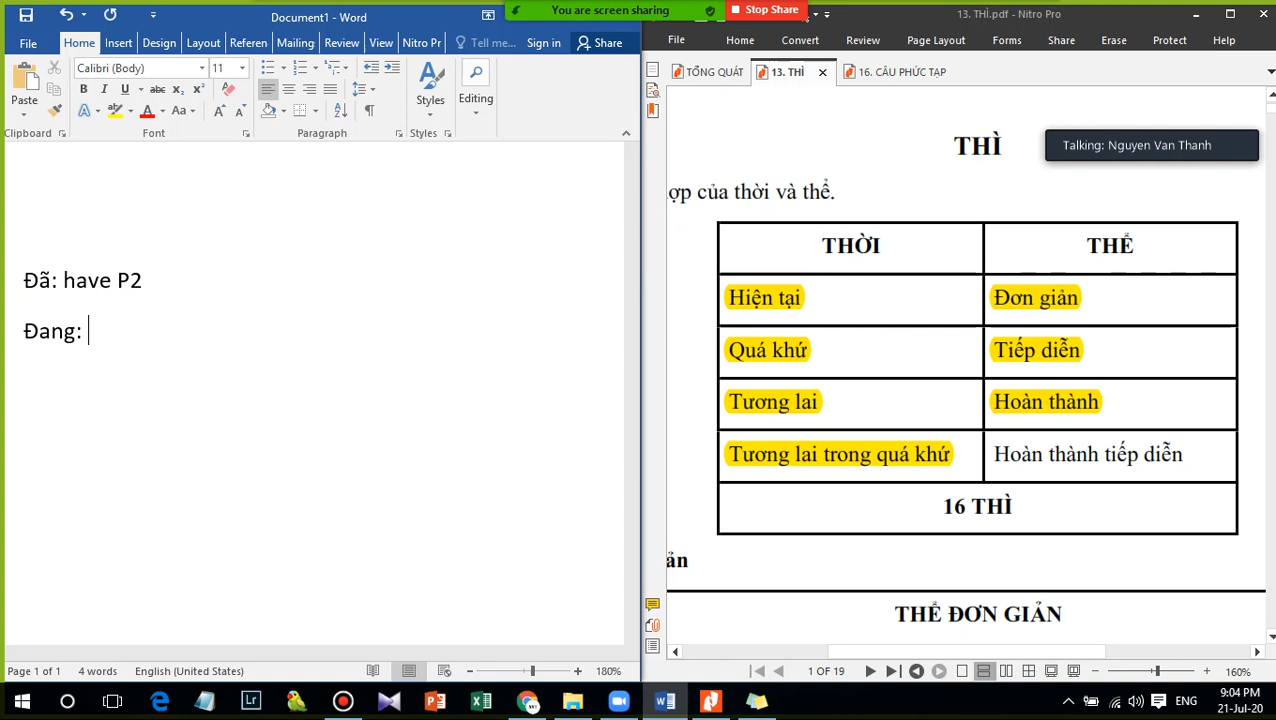 Document1 - Word
You are screen sharing
Stop Share
13. THÌ.pdf - Nitro Pro
File Home Insert Design Layout Referen Mailing Review View Nitro Pr Tell me... Sign in Share
File Home Convert Review Page Layout Forms Share Erase Protect Help
Calibri (Body) 11
Paste
B I U abc X₂ X²
Aa
Styles
Editing
Clipboard Font Paragraph Styles
TỔNG QUÁT 13. THÌ 16. CÂU PHỨC TẠP
Đã: have P2
Đang:
THÌ
Talking: Nguyen Van Thanh
ợp của thời và thể.
THỜI THỂ
Hiện tại Đơn giản
Quá khứ Tiếp diễn
Tương lai Hoàn thành
Tương lai trong quá khứ Hoàn thành tiếp diễn
16 THÌ
ản
THỂ ĐƠN GIẢN
Page 1 of 1 4 words English (United States) 180%
1 OF 19 160%
ENG
9:04 PM
21-Jul-20